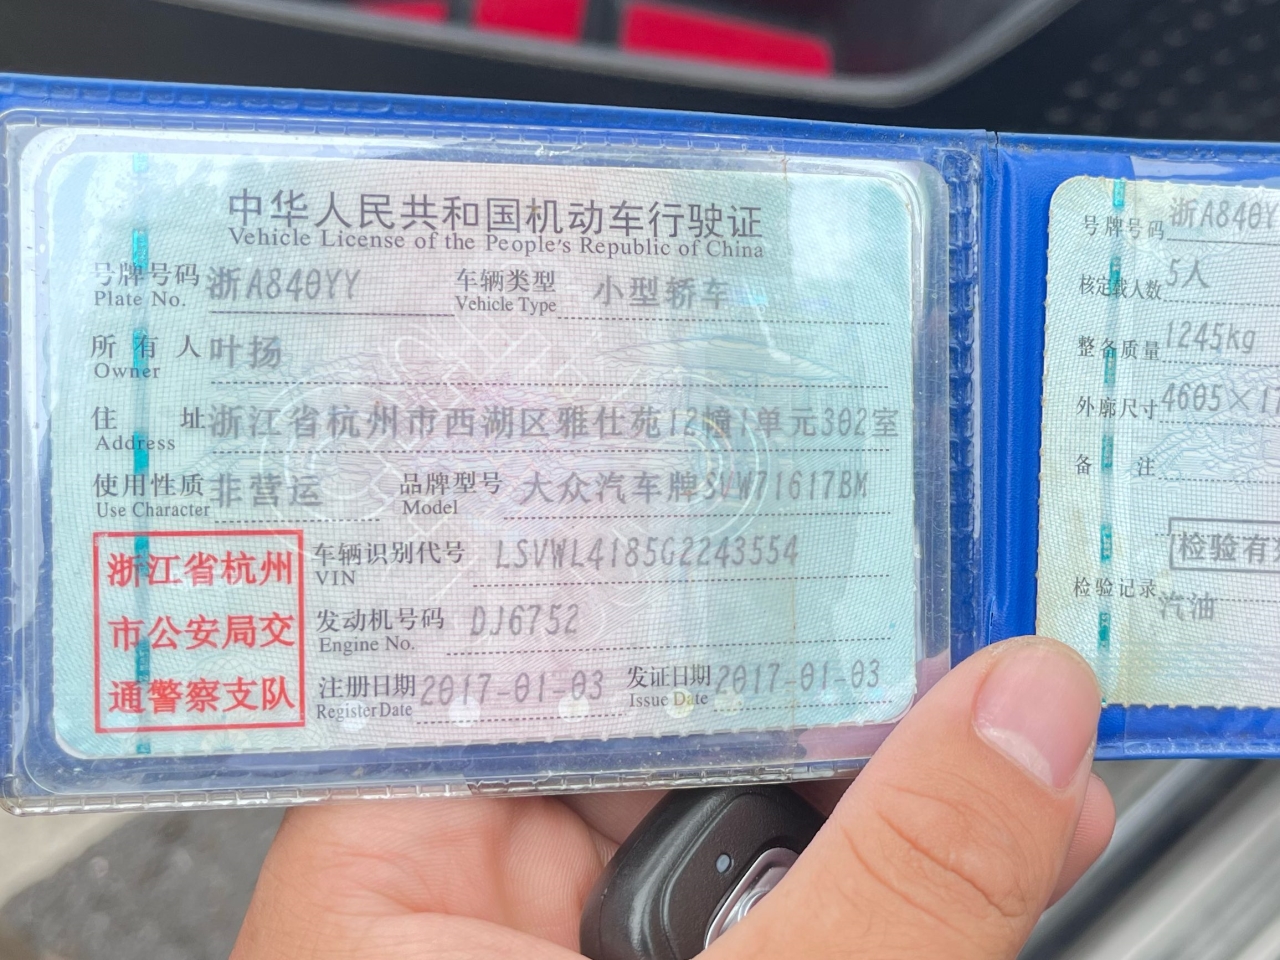 中华人民共和国机动车行驶证
Vehicle License of the People's Republic of China
号牌号码 浙A840YY 车辆类型 小型轿车
Plate No. Vehicle Type
所有人 叶扬
Owner
住址 浙江省杭州市西湖区雅仕苑12幢1单元302室
Address
使用性质 非营运 品牌型号 大众汽车牌SVW71617BM
Use Character Model
浙江省杭州
市公安局交
通警察支队
车辆识别代号 LSVWL4185G2243554
VIN
发动机号码 DJ6752
Engine No.
注册日期 2017-01-03 发证日期 2017-01-03
Register Date Issue Date
号牌号码 浙A840Y
核定载人数 5人
整备质量 1245kg
外廓尺寸 4605×17
备注
检验有
检验记录
汽油